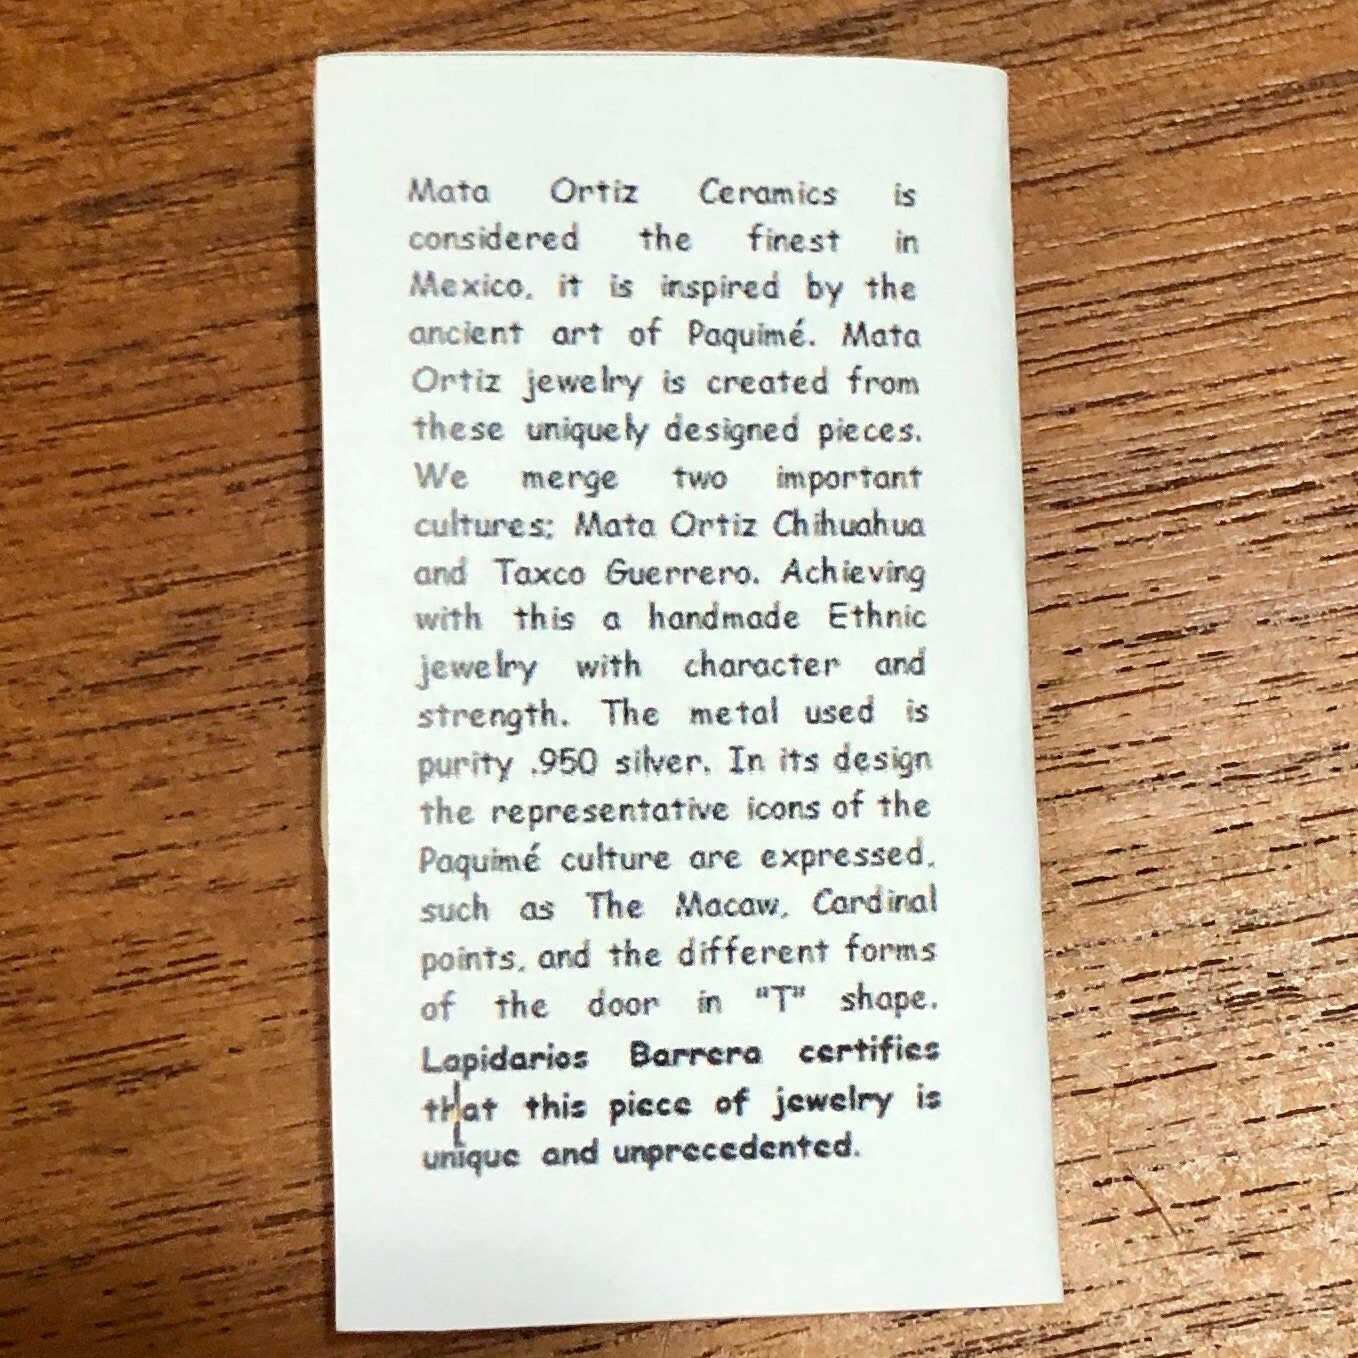 Mata Ortiz Ceramics is
considered the finest in
Mexico, it is inspired by the
ancient art of Paquimé. Mata
Ortiz jewelry is created from
these uniquely designed pieces.
We merge two important
cultures; Mata Ortiz Chihuahua
and Taxco Guerrero. Achieving
with this a handmade Ethnic
jewelry with character and
strength. The metal used is
purity .950 silver. In its design
the representative icons of the
Paquimé culture are expressed,
such as The Macaw, Cardinal
points, and the different forms
of the door in "T" shape.
Lapidarios Barrera certifies
that this piece of jewelry is
unique and unprecedented.